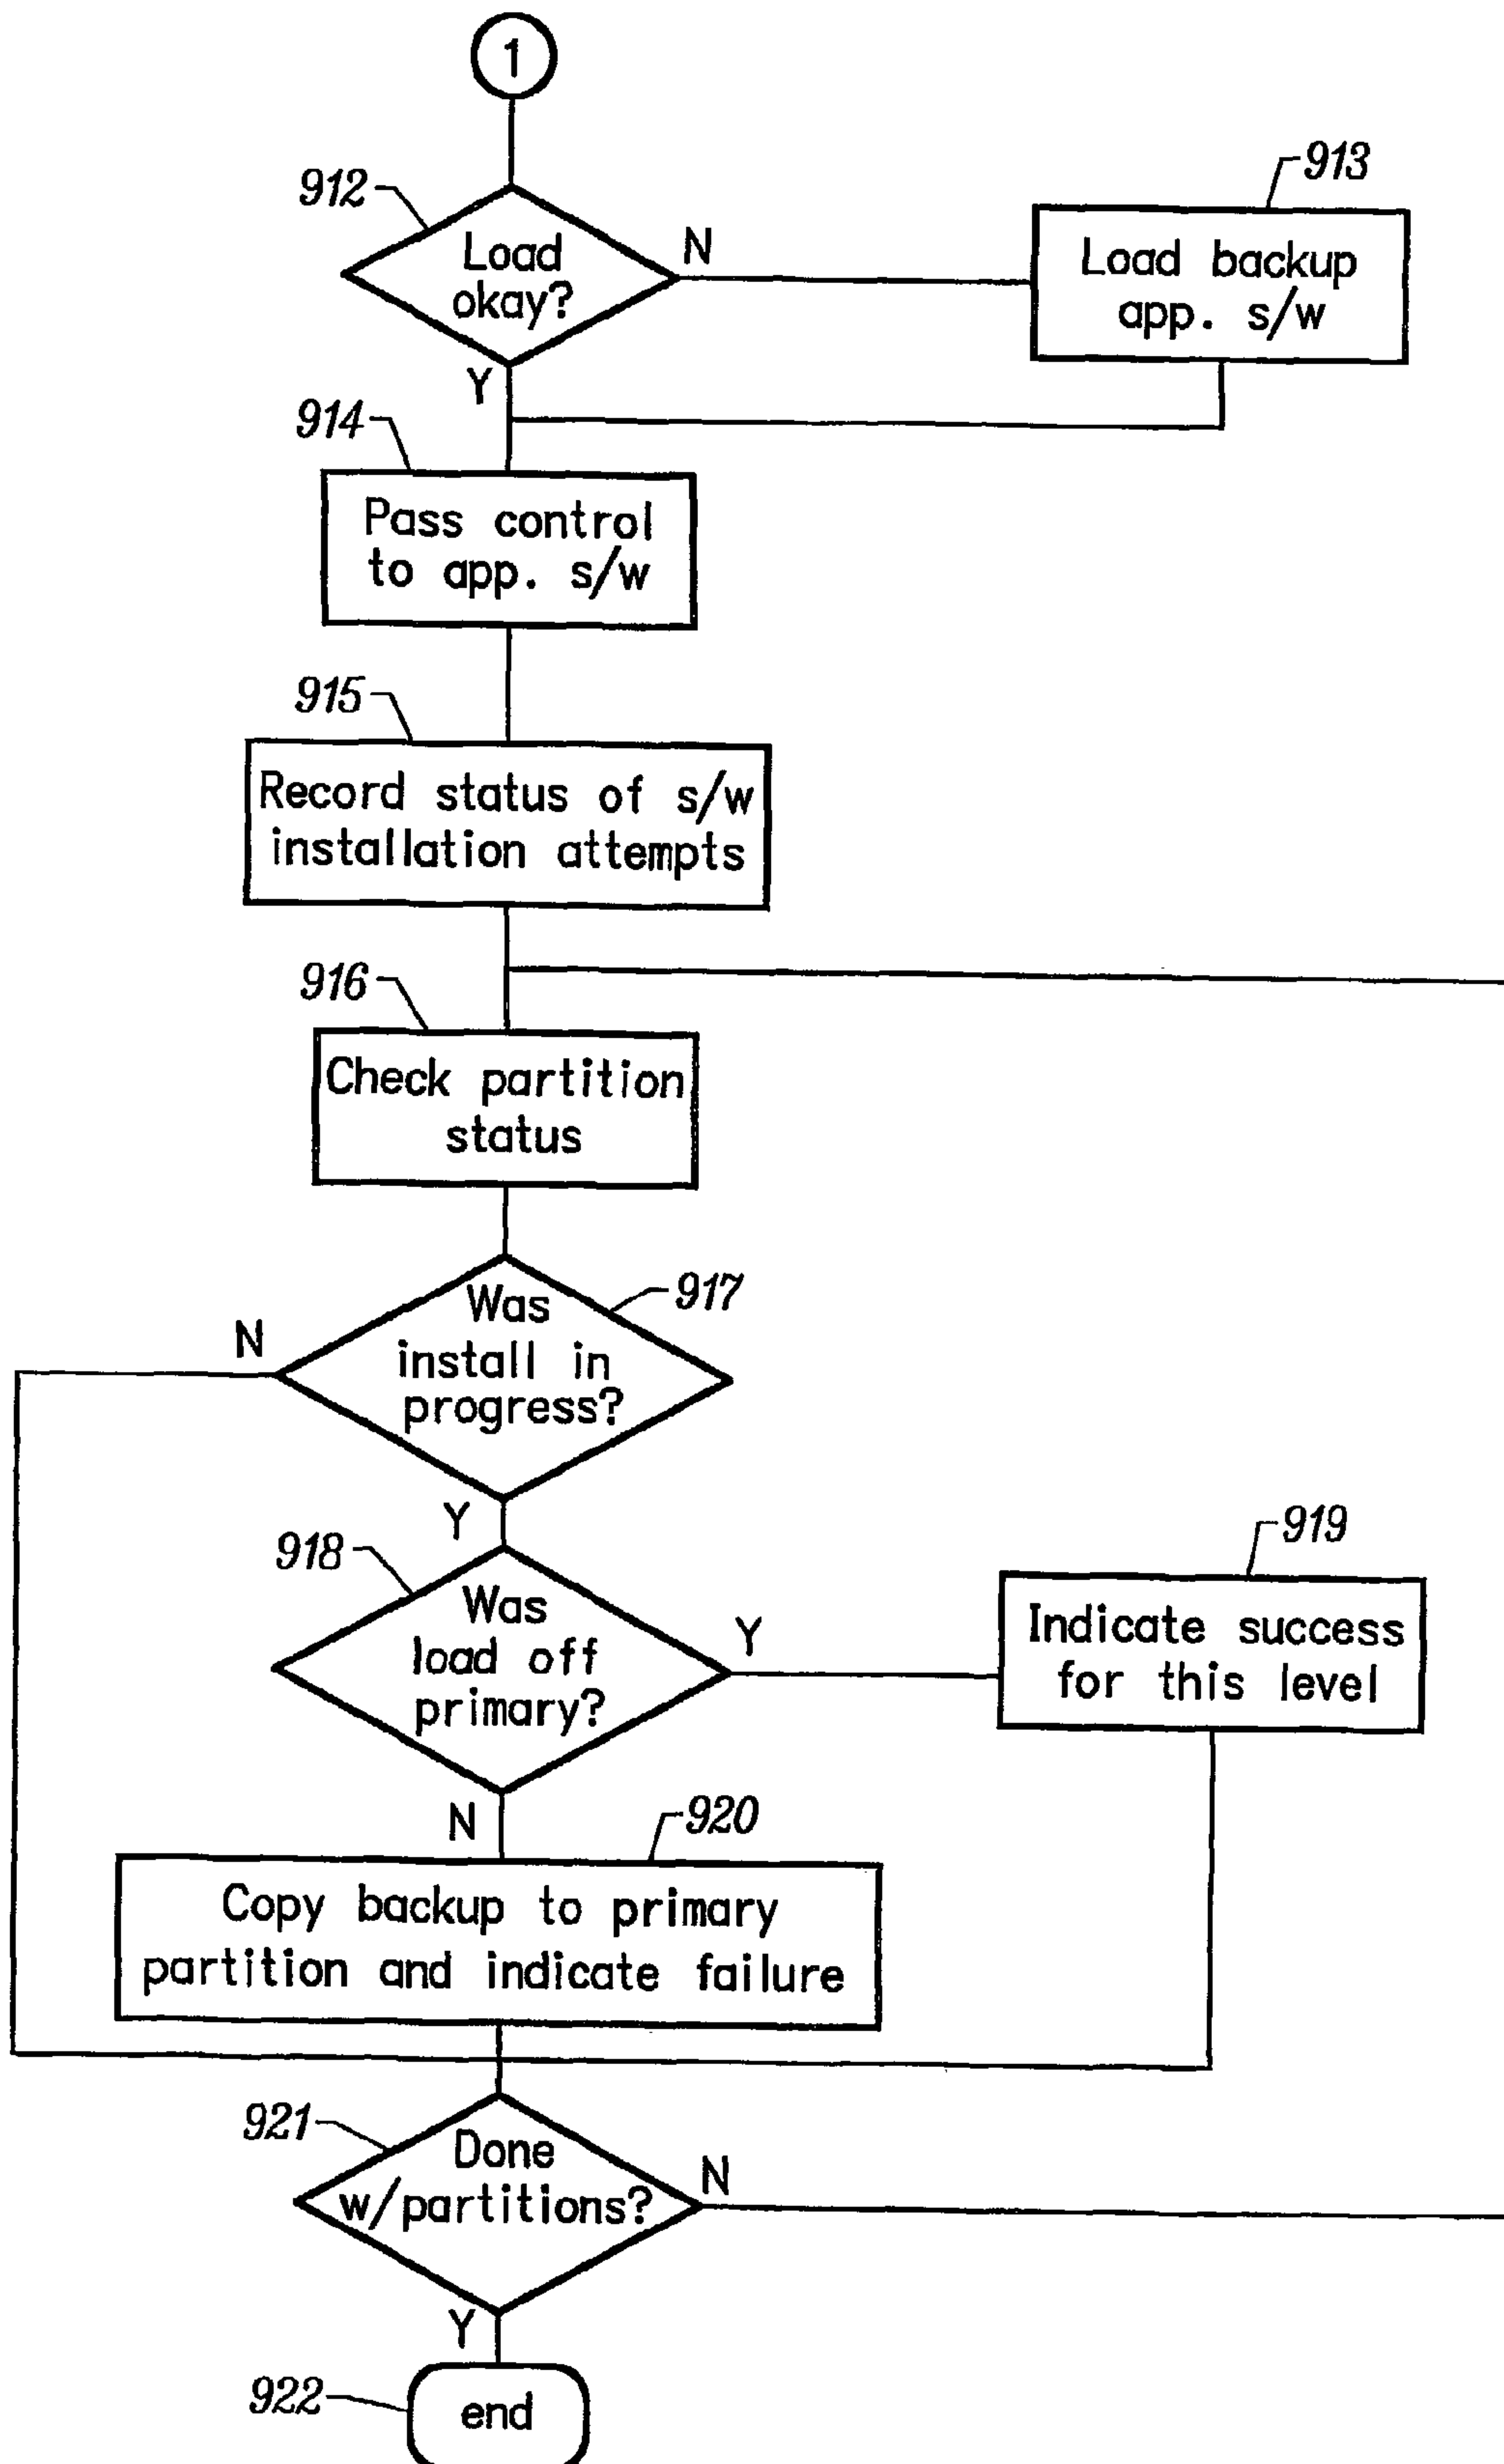 1
912
Load
okay?
N
913
Load backup
app. s/w
Y
914
Pass control
to app. s/w
915
Record status of s/w
installation attempts
916
Check partition
status
917
Was
install in
progress?
N
Y
918
Was
load off
primary?
Y
919
Indicate success
for this level
N
920
Copy backup to primary
partition and indicate failure
921
Done
w/partitions?
N
Y
922
end